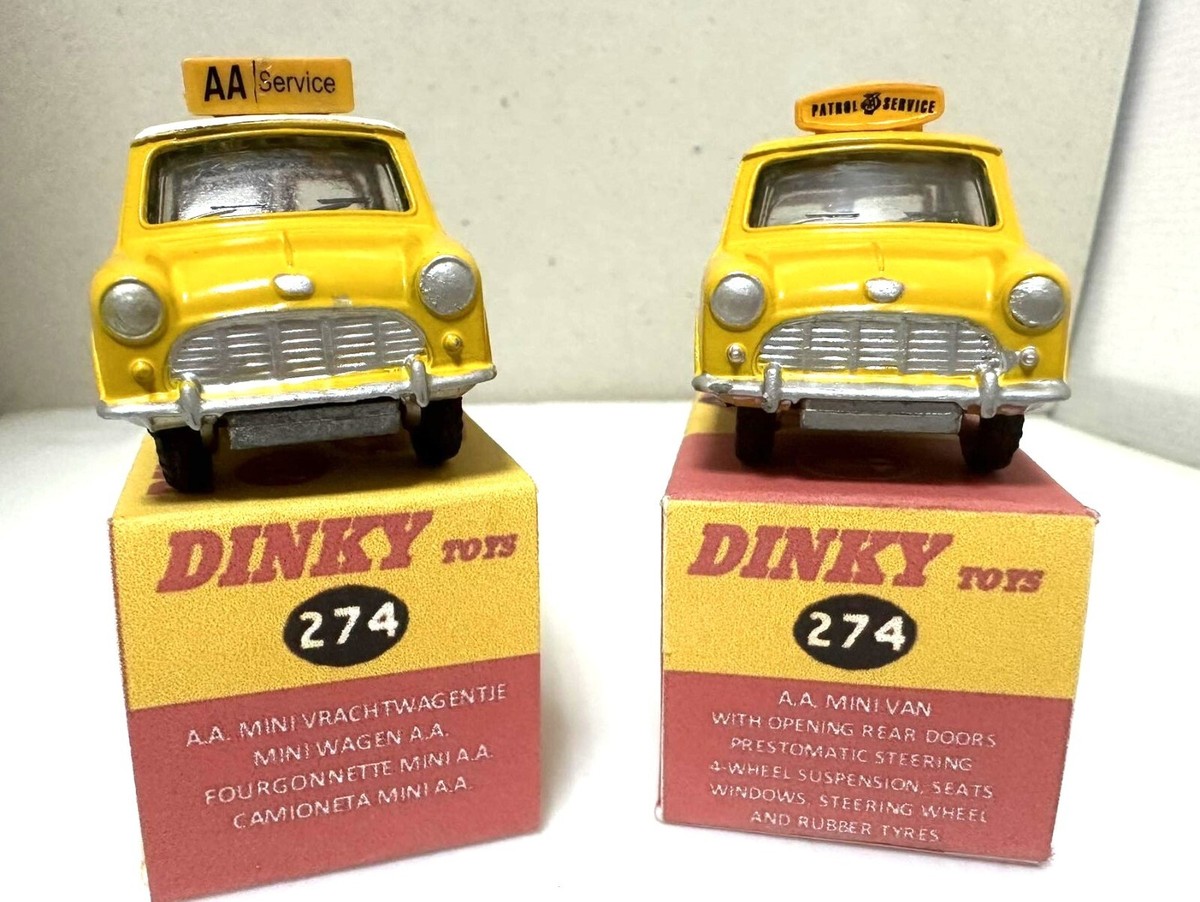 AA Service
PATROL AA SERVICE
DINKY TOYS
274
A.A. MINI VRACHTWAGENTJE
MINI WAGEN A.A.
FOURGONNETTE MINI A.A.
CAMIONETA MINI A.A.
DINKY TOYS
274
A.A. MINI VAN
WITH OPENING REAR DOORS
PRESTOMATIC STEERING
4-WHEEL SUSPENSION, SEATS
WINDOWS, STEERING WHEEL
AND RUBBER TYRES